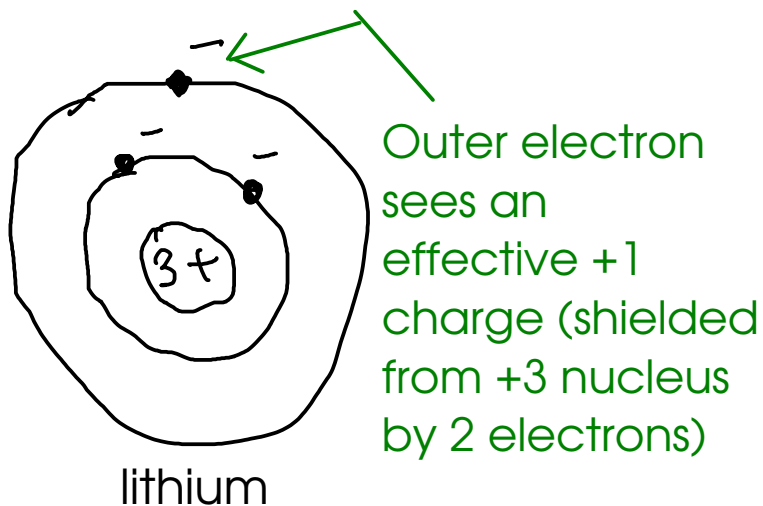 Outer electron
sees an
effective +1
charge (shielded
from +3 nucleus
by 2 electrons)
3+
lithium